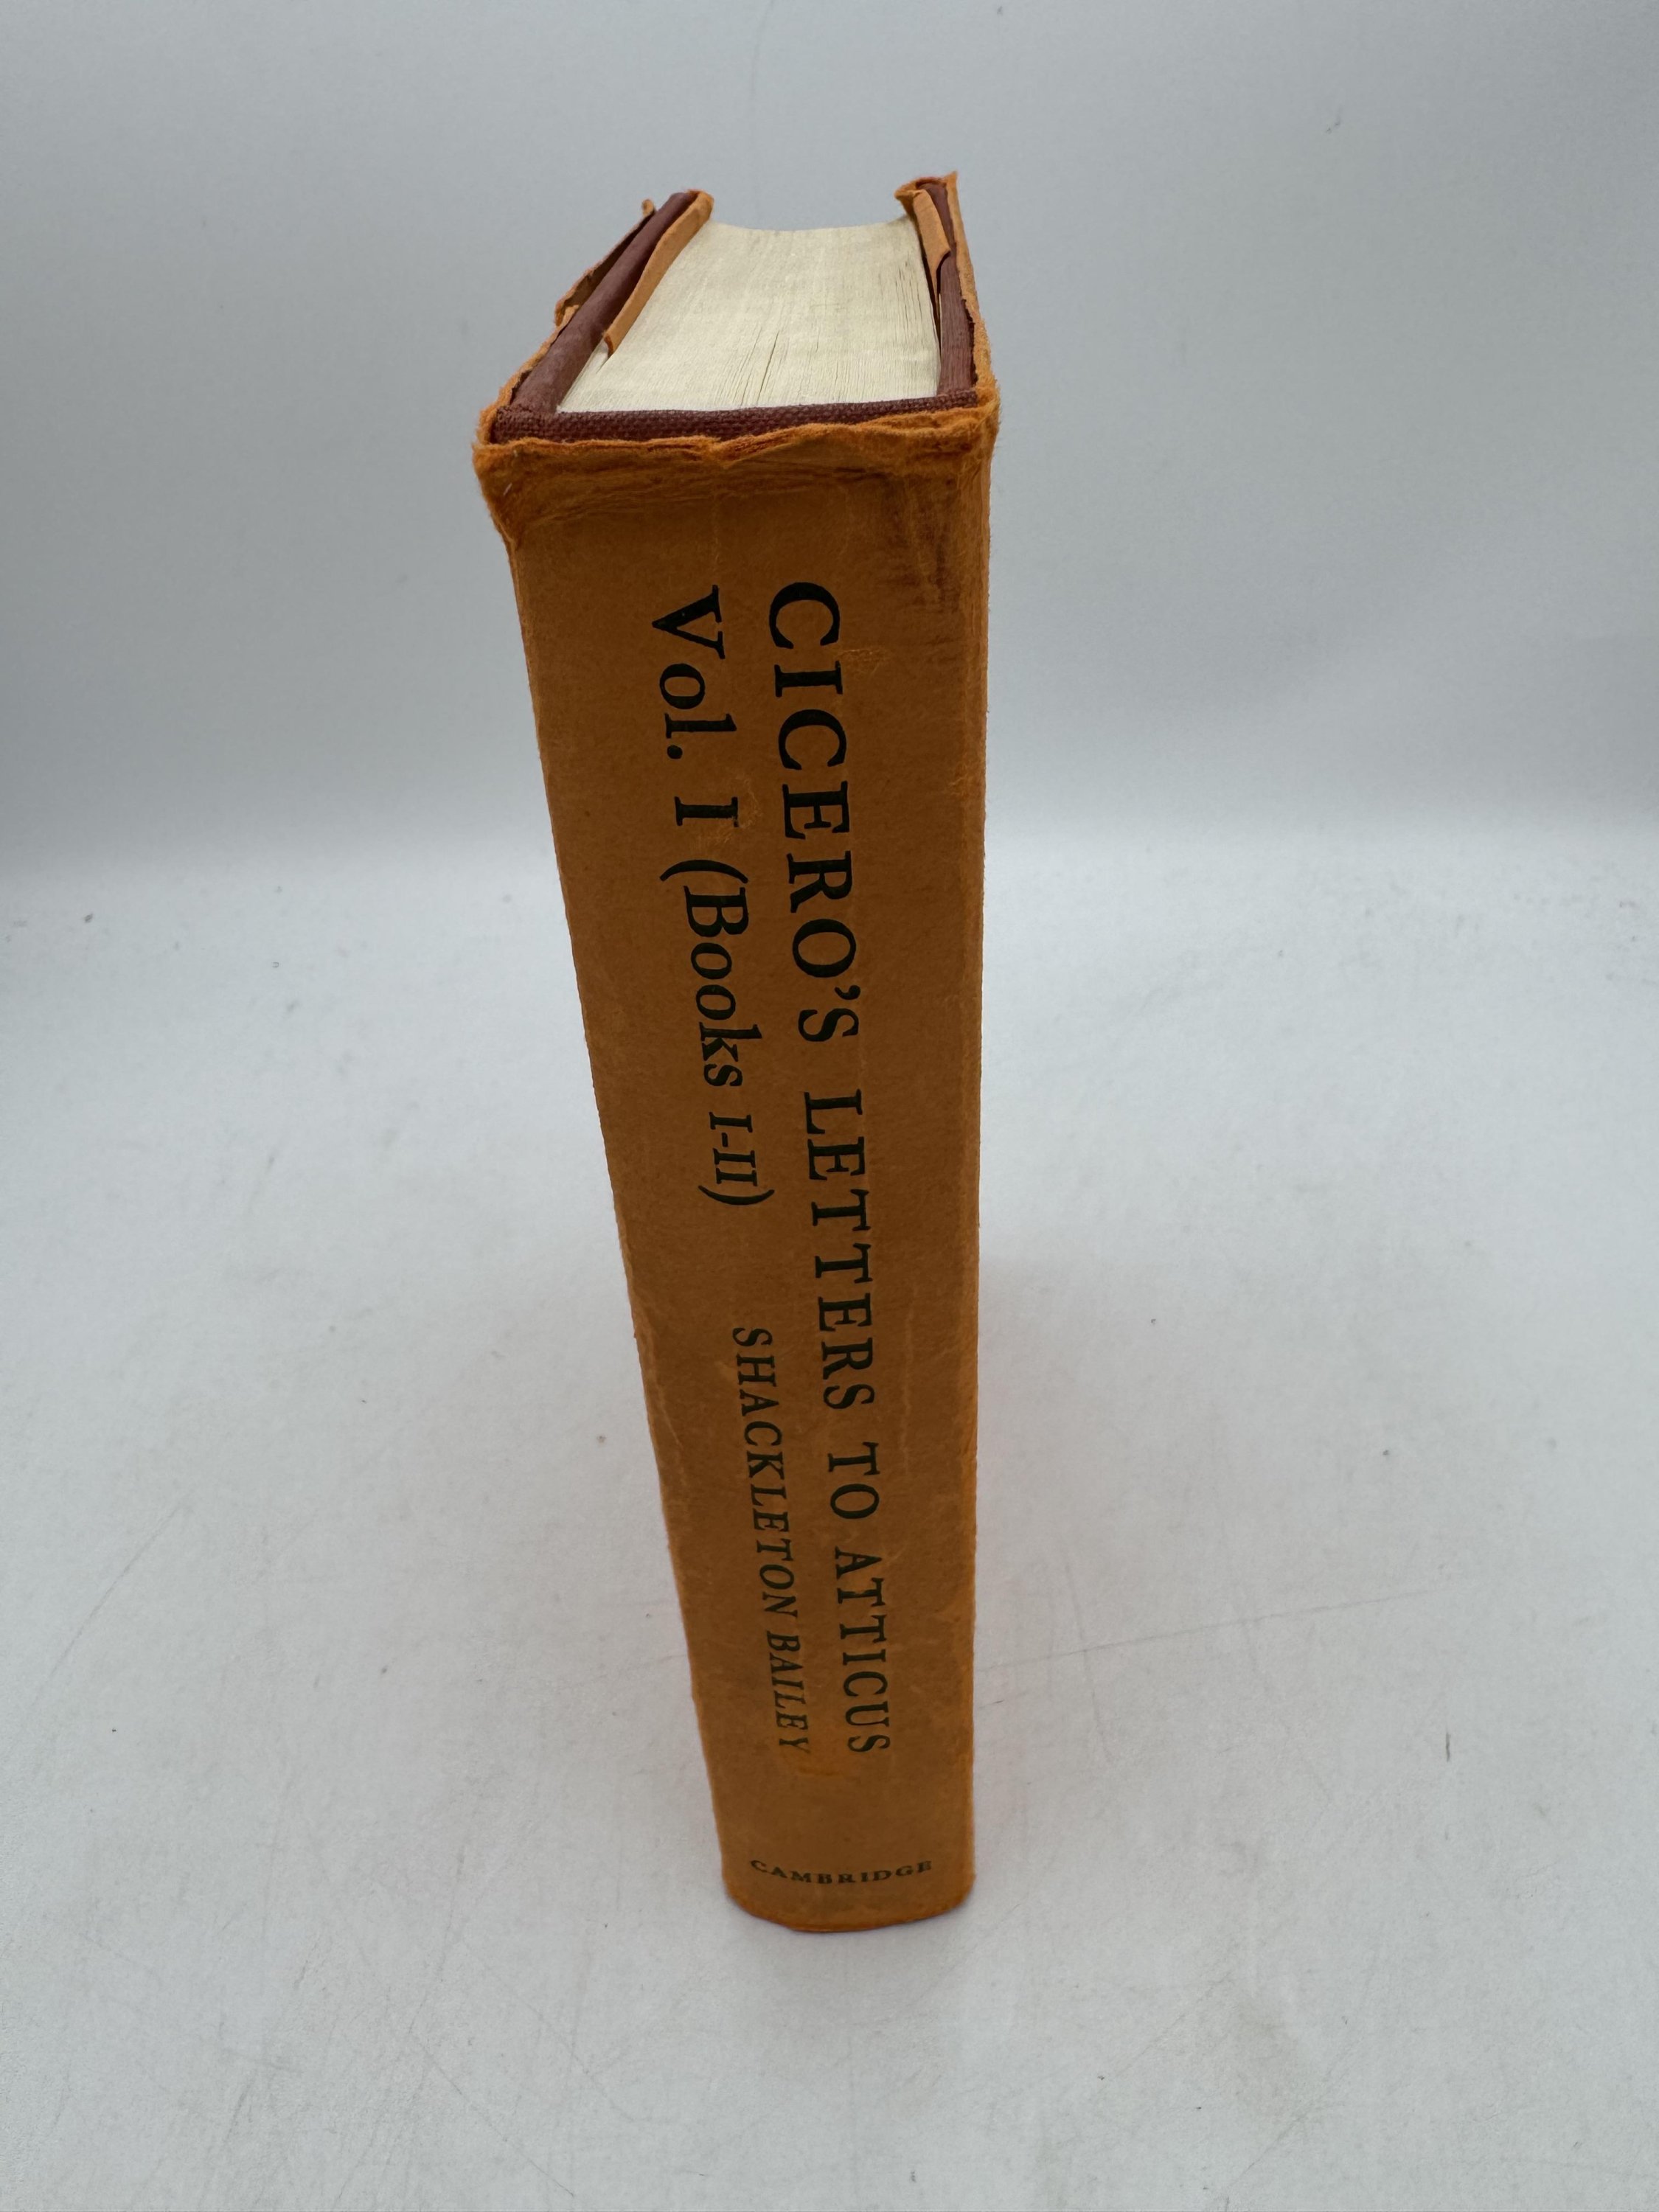 CICERO'S LETTERS TO ATTICUS
Vol. I (Books I-II)
SHACKLETON BAILEY
CAMBRIDGE